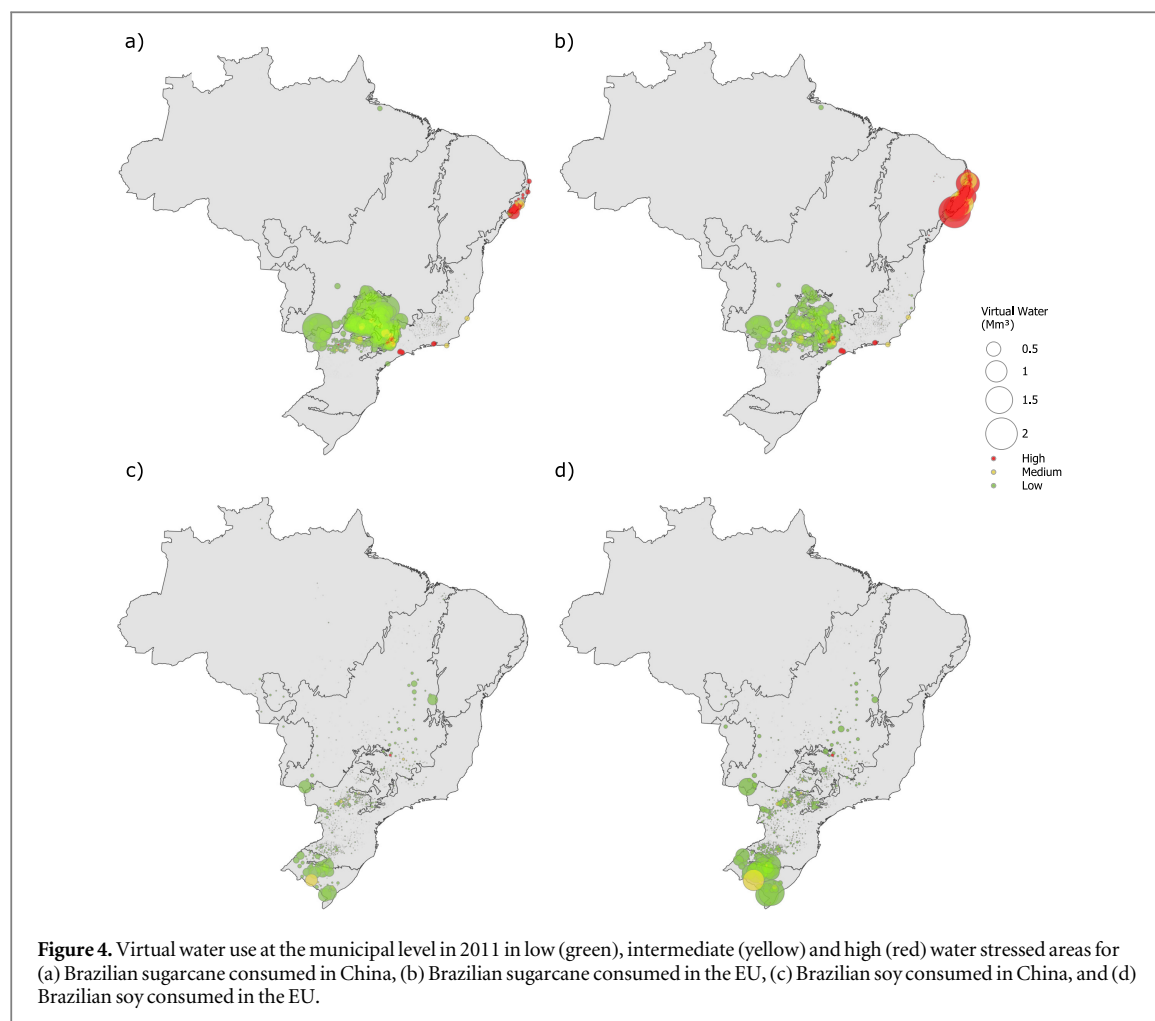 a)
b)
Virtual Water
(Mm³)
0.5
1
1.5
2
High
Medium
Low
c)
d)
Figure 4. Virtual water use at the municipal level in 2011 in low (green), intermediate (yellow) and high (red) water stressed areas for
(a) Brazilian sugarcane consumed in China, (b) Brazilian sugarcane consumed in the EU, (c) Brazilian soy consumed in China, and (d)
Brazilian soy consumed in the EU.